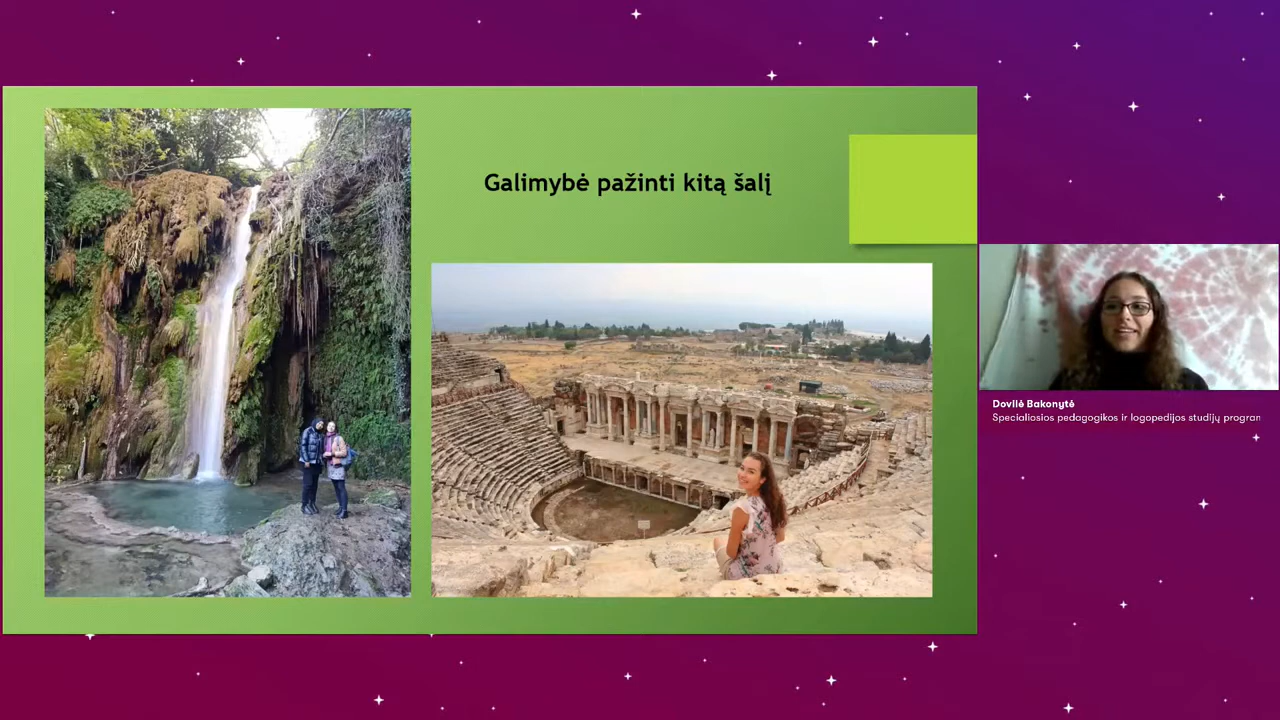 Galimybė pažinti kitą šalį
Dovilė Bakonytė
Specialiosios pedagogikos ir logopedijos studijų progran